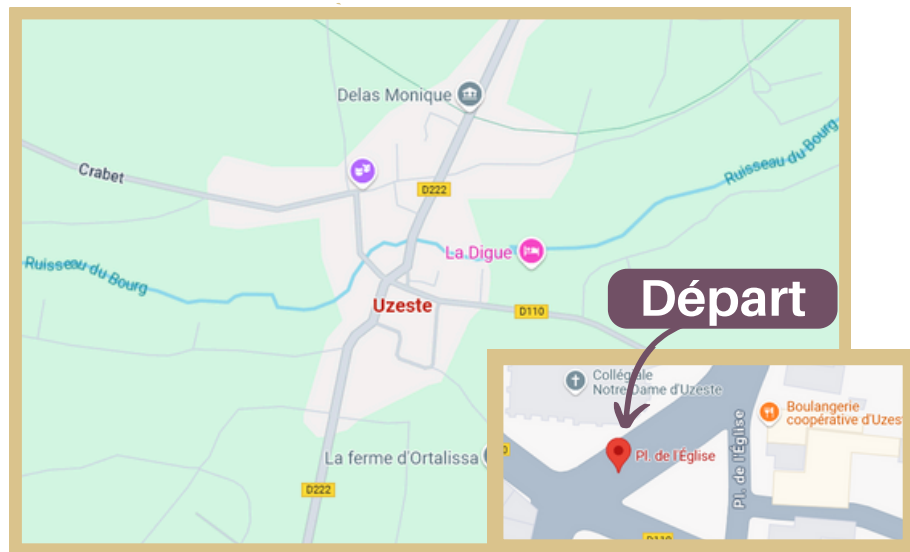 Delas Monique
Crabet
D222
Ruisseau du Bourg
La Digue
Ruisseau du Bourg
Uzeste
D110
Départ
La ferme d'Ortalissa
D222
Collégiale
Notre Dame d'Uzeste
Boulangerie
coopérative d'Uzes
Pl. de l'Église
Pl. de l'Église
D110